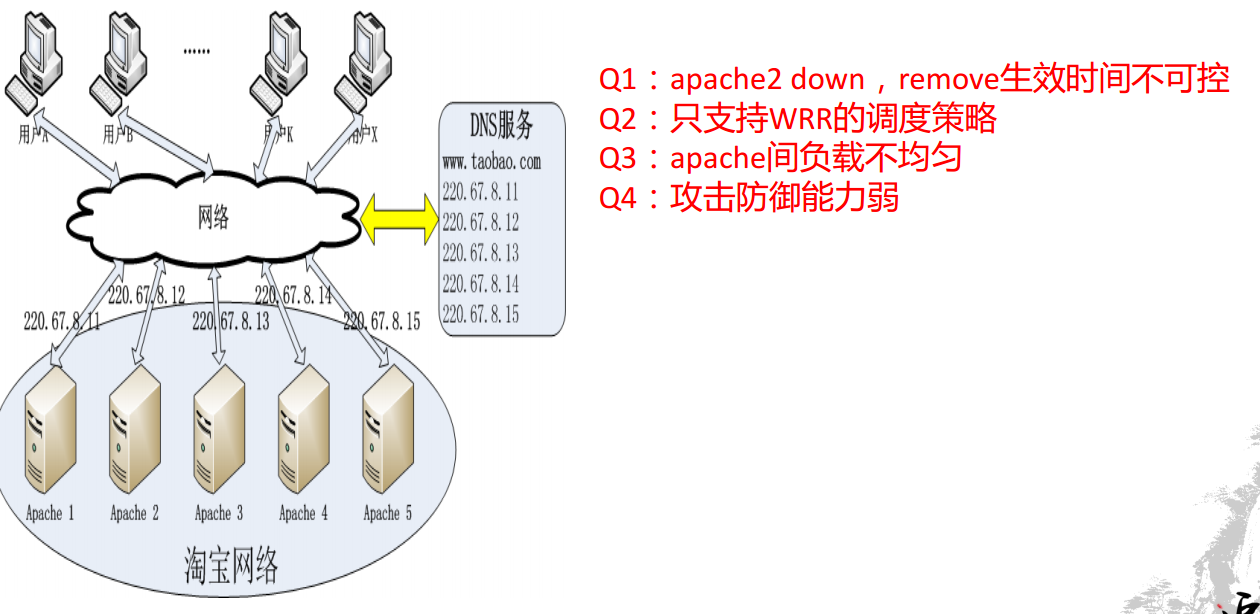 用户A
用户B
······
用户K
用户X
DNS服务
www.taobao.com
220.67.8.11
220.67.8.12
220.67.8.13
220.67.8.14
220.67.8.15
网络
220.67.8.12
220.67.8.14
220.67.8.11
220.67.8.13
220.67.8.15
Apache 1
Apache 2
Apache 3
Apache 4
Apache 5
淘宝网络
Q1：apache2 down，remove生效时间不可控
Q2：只支持WRR的调度策略
Q3：apache间负载不均匀
Q4：攻击防御能力弱